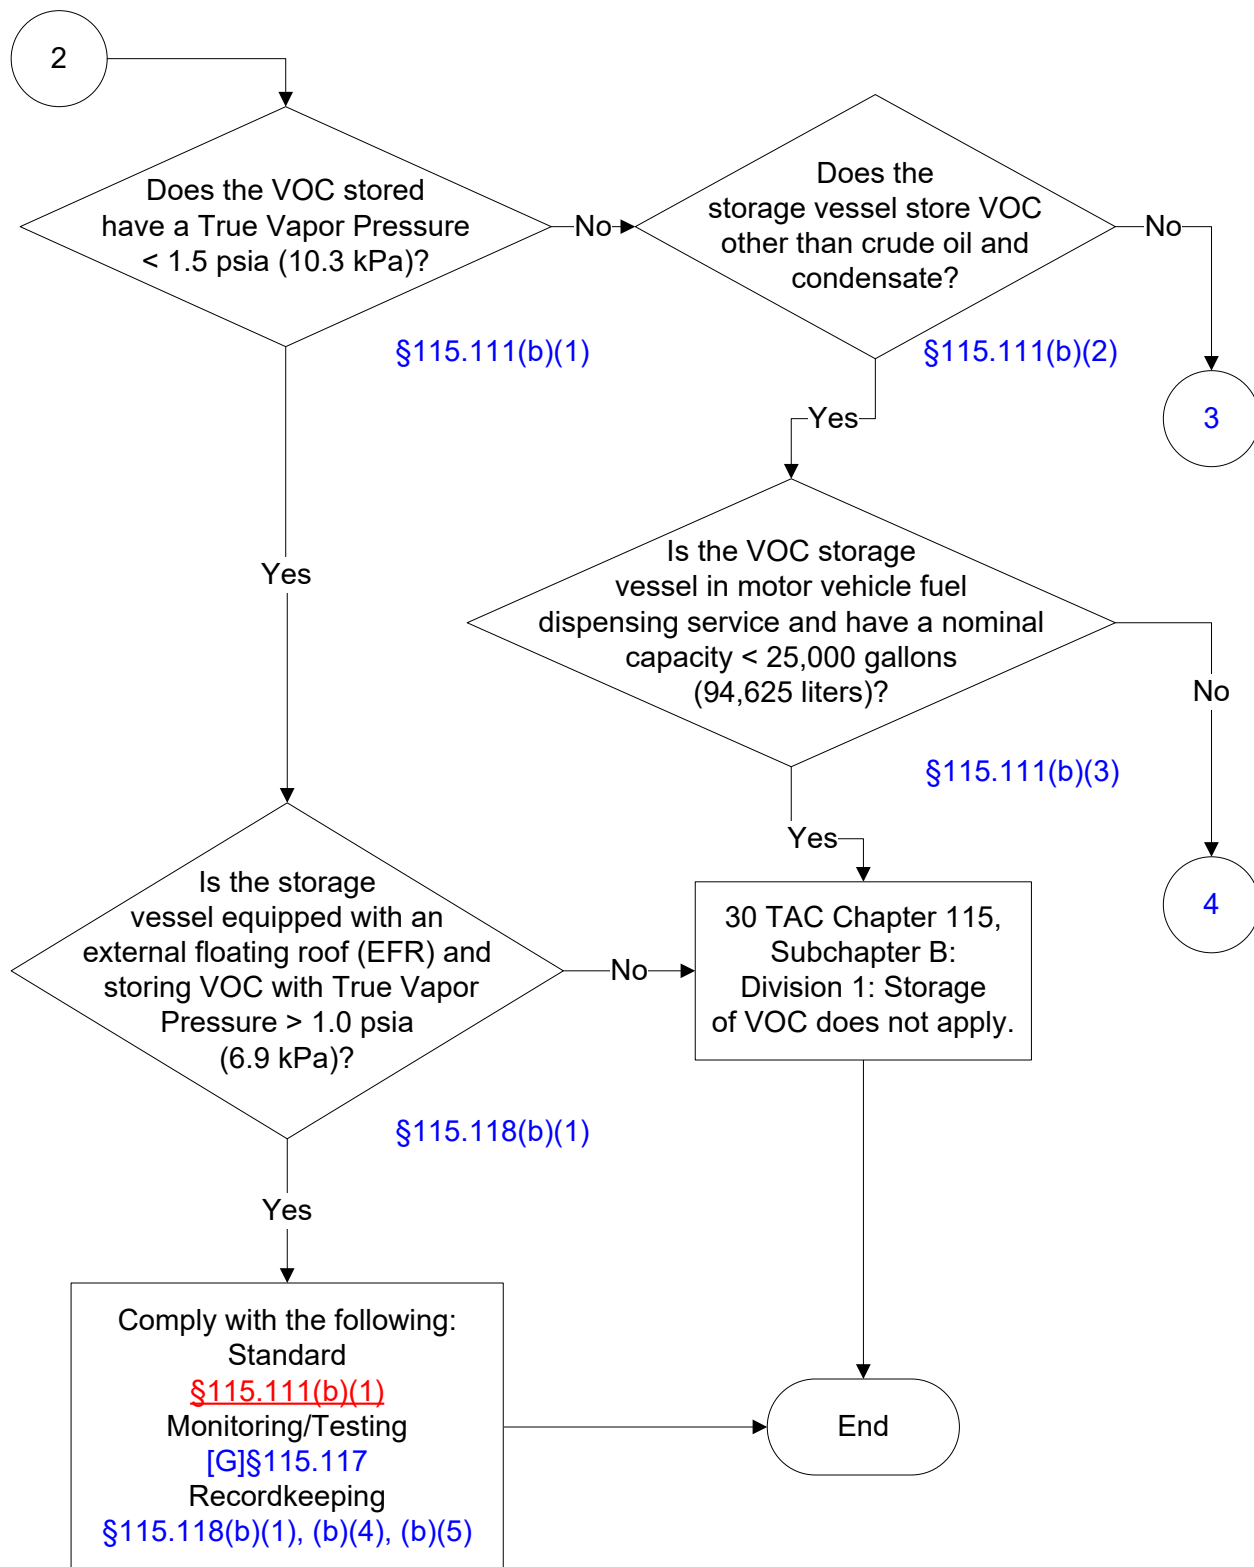 2
Does the VOC stored
have a True Vapor Pressure
< 1.5 psia (10.3 kPa)?
No
Does the
storage vessel store VOC
other than crude oil and
condensate?
No
§115.111(b)(1)
§115.111(b)(2)
3
Yes
Is the VOC storage
vessel in motor vehicle fuel
dispensing service and have a nominal
capacity < 25,000 gallons
(94,625 liters)?
Yes
No
§115.111(b)(3)
Yes
Is the storage
vessel equipped with an
external floating roof (EFR) and
storing VOC with True Vapor
Pressure > 1.0 psia
(6.9 kPa)?
No
30 TAC Chapter 115,
Subchapter B:
Division 1: Storage
of VOC does not apply.
4
§115.118(b)(1)
Yes
Comply with the following:
Standard
§115.111(b)(1)
Monitoring/Testing
[G]§115.117
Recordkeeping
§115.118(b)(1), (b)(4), (b)(5)
End